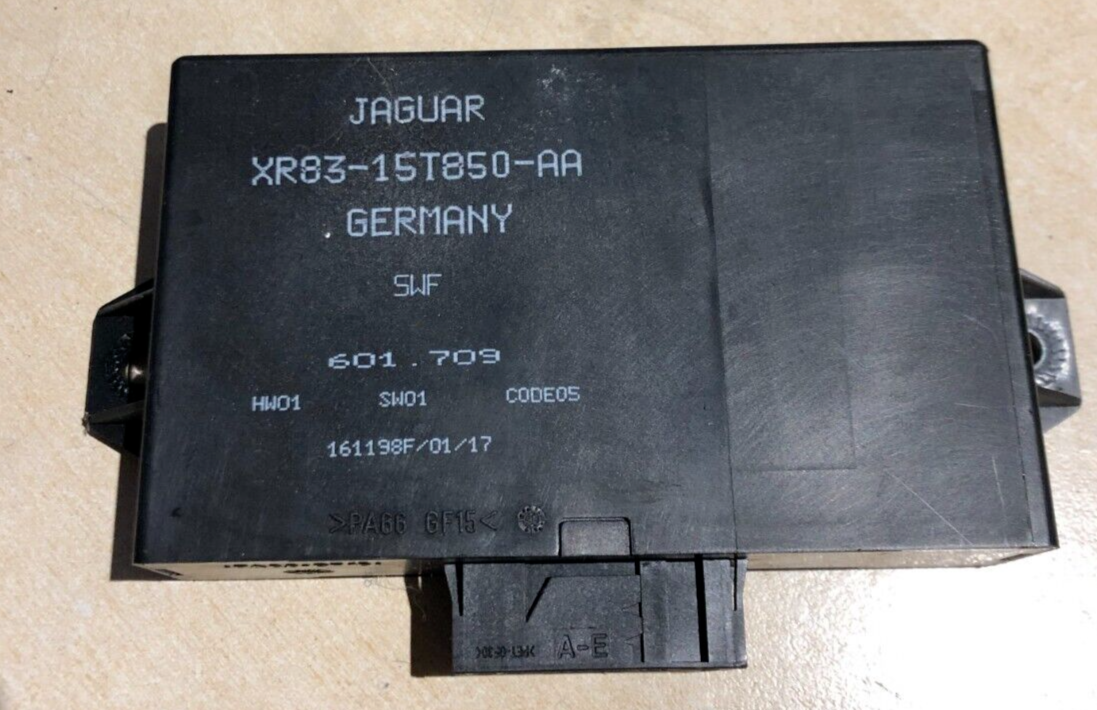 JAGUAR
XR83-15T850-AA
GERMANY
SWF
601.709
HW01 SW01 CODE05
161198F/01/17
>PA66 GF15<
A-E